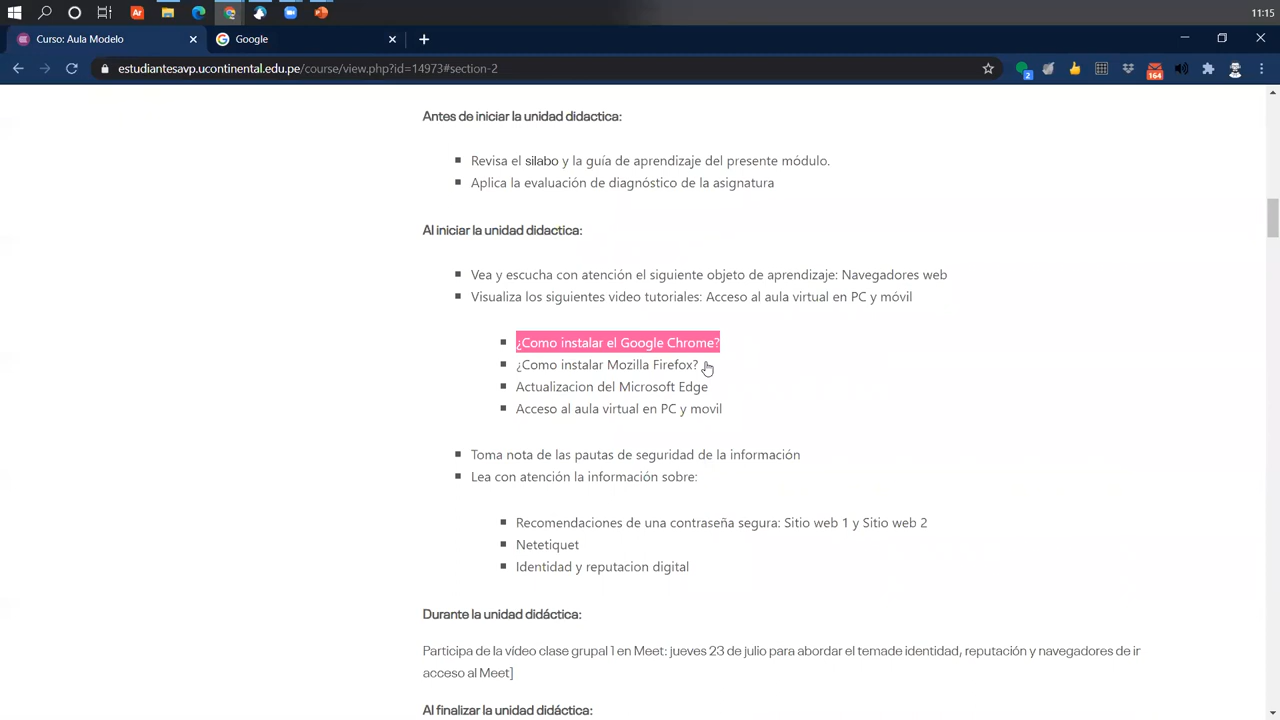 11:15
Curso: Aula Modelo
Google
estudiantesavp.ucontinental.edu.pe/course/view.php?id=14973#section-2
2
164
Antes de iniciar la unidad didactica:
Revisa el silabo y la guía de aprendizaje del presente módulo.
Aplica la evaluación de diagnóstico de la asignatura
Al iniciar la unidad didactica:
Vea y escucha con atención el siguiente objeto de aprendizaje: Navegadores web
Visualiza los siguientes video tutoriales: Acceso al aula virtual en PC y móvil
¿Como instalar el Google Chrome?
¿Como instalar Mozilla Firefox?
Actualizacion del Microsoft Edge
Acceso al aula virtual en PC y movil
Toma nota de las pautas de seguridad de la información
Lea con atención la información sobre:
Recomendaciones de una contraseña segura: Sitio web 1 y Sitio web 2
Netetiquet
Identidad y reputacion digital
Durante la unidad didáctica:
Participa de la vídeo clase grupal 1 en Meet: jueves 23 de julio para abordar el temade identidad, reputación y navegadores de ir
acceso al Meet]
Al finalizar la unidad didáctica: